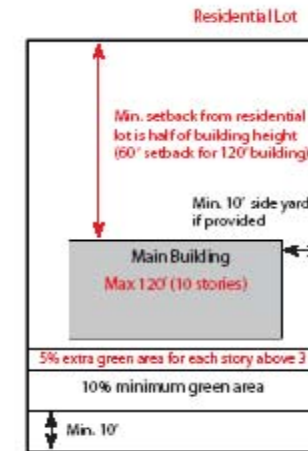 Residential Lot
Min. setback from residential
lot is half of building height
(60' setback for 120' building)
Min. 10' side yard
if provided
Main Building
Max 120' (10 stories)
5% extra green area for each story above 3
10% minimum green area
Min. 10'